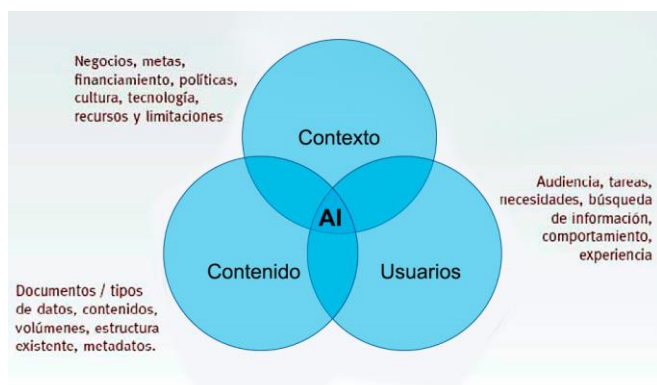 Negocios, metas,
financiamiento, políticas,
cultura, tecnología,
recursos y limitaciones
Contexto
Audiencia, tareas,
necesidades, búsqueda
de información,
comportamiento,
experiencia
AI
Contenido
Usuarios
Documentos / tipos
de datos, contenidos,
volúmenes, estructura
existente, metadatos.